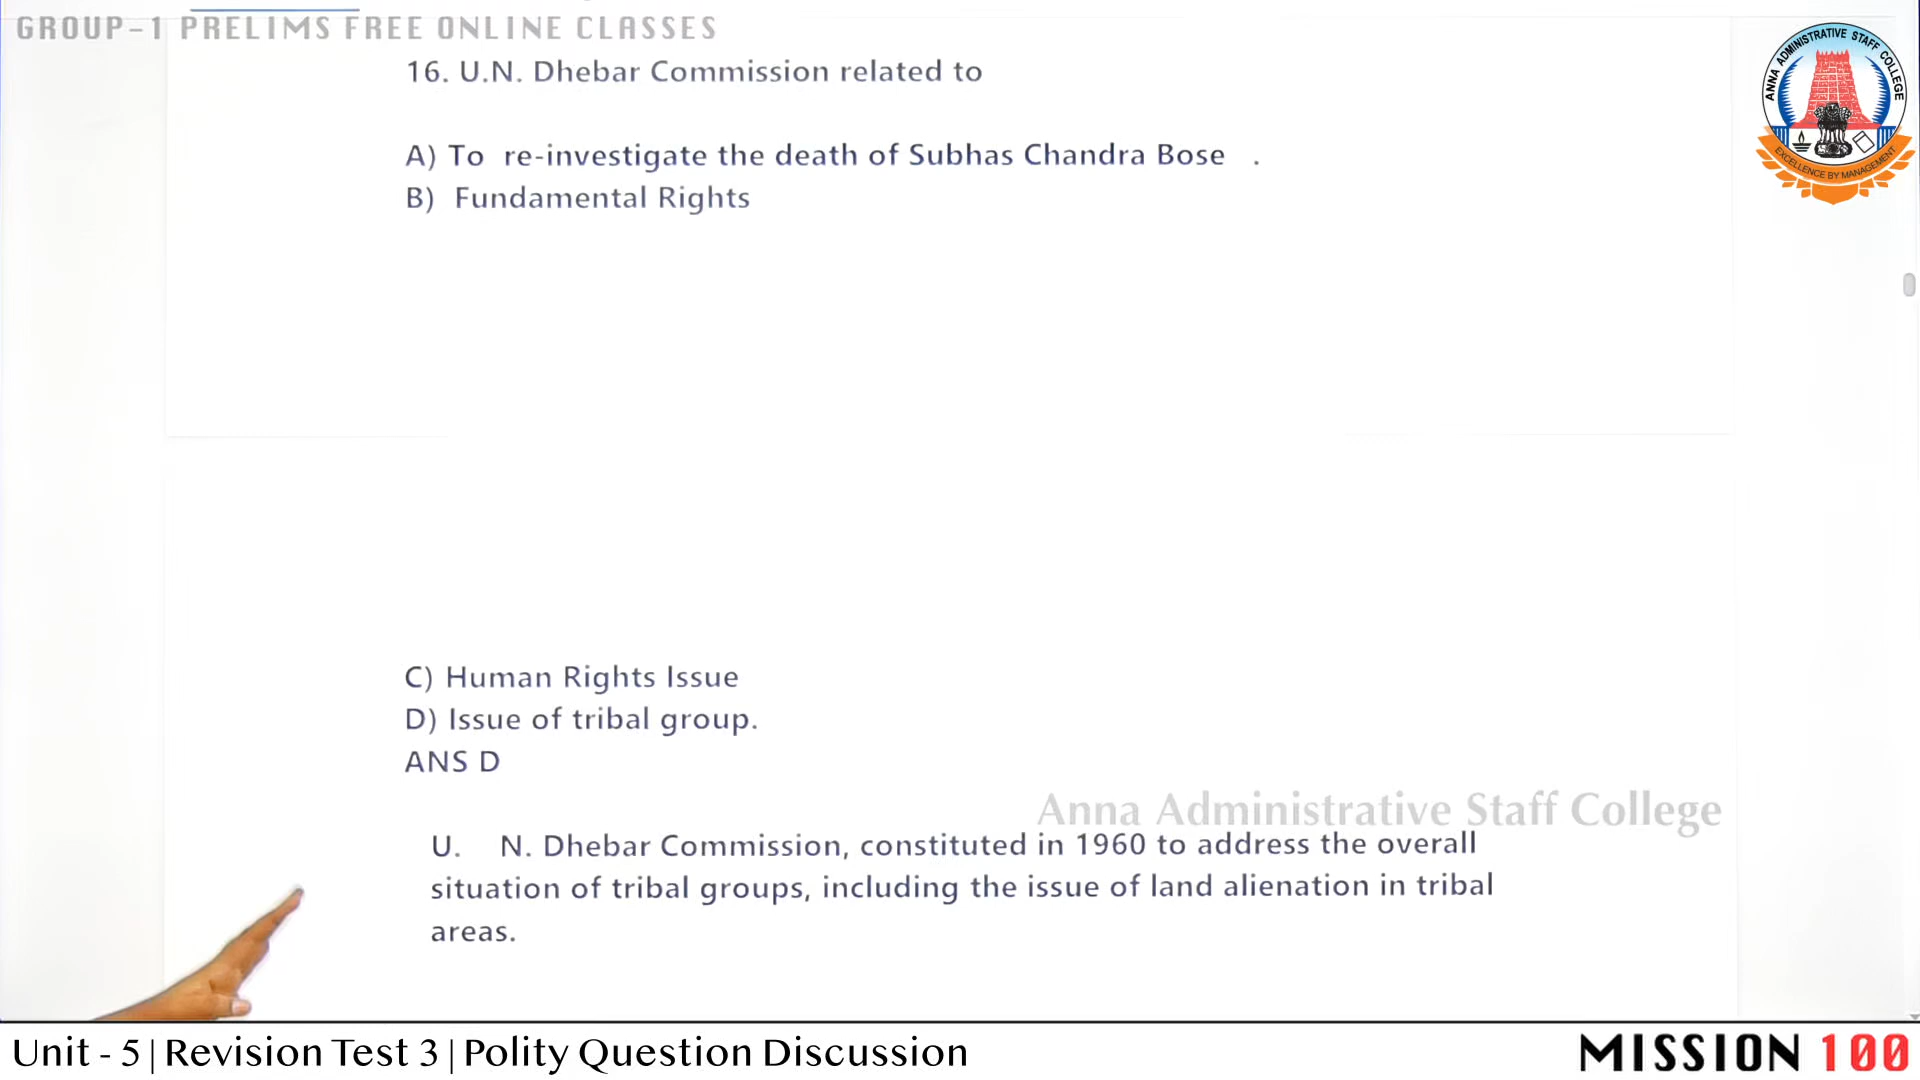 GROUP-1 PRELIMS FREE ONLINE CLASSES
16. U.N. Dhebar Commission related to
A) To re-investigate the death of Subhas Chandra Bose .
B) Fundamental Rights
C) Human Rights Issue
D) Issue of tribal group.
ANS D
Anna Administrative Staff College
U. N. Dhebar Commission, constituted in 1960 to address the overall
situation of tribal groups, including the issue of land alienation in tribal
areas.
ANNA ADMINISTRATIVE STAFF COLLEGE
EXCELLENCE BY MANAGEMENT
Unit - 5 | Revision Test 3 | Polity Question Discussion
MISSION 100